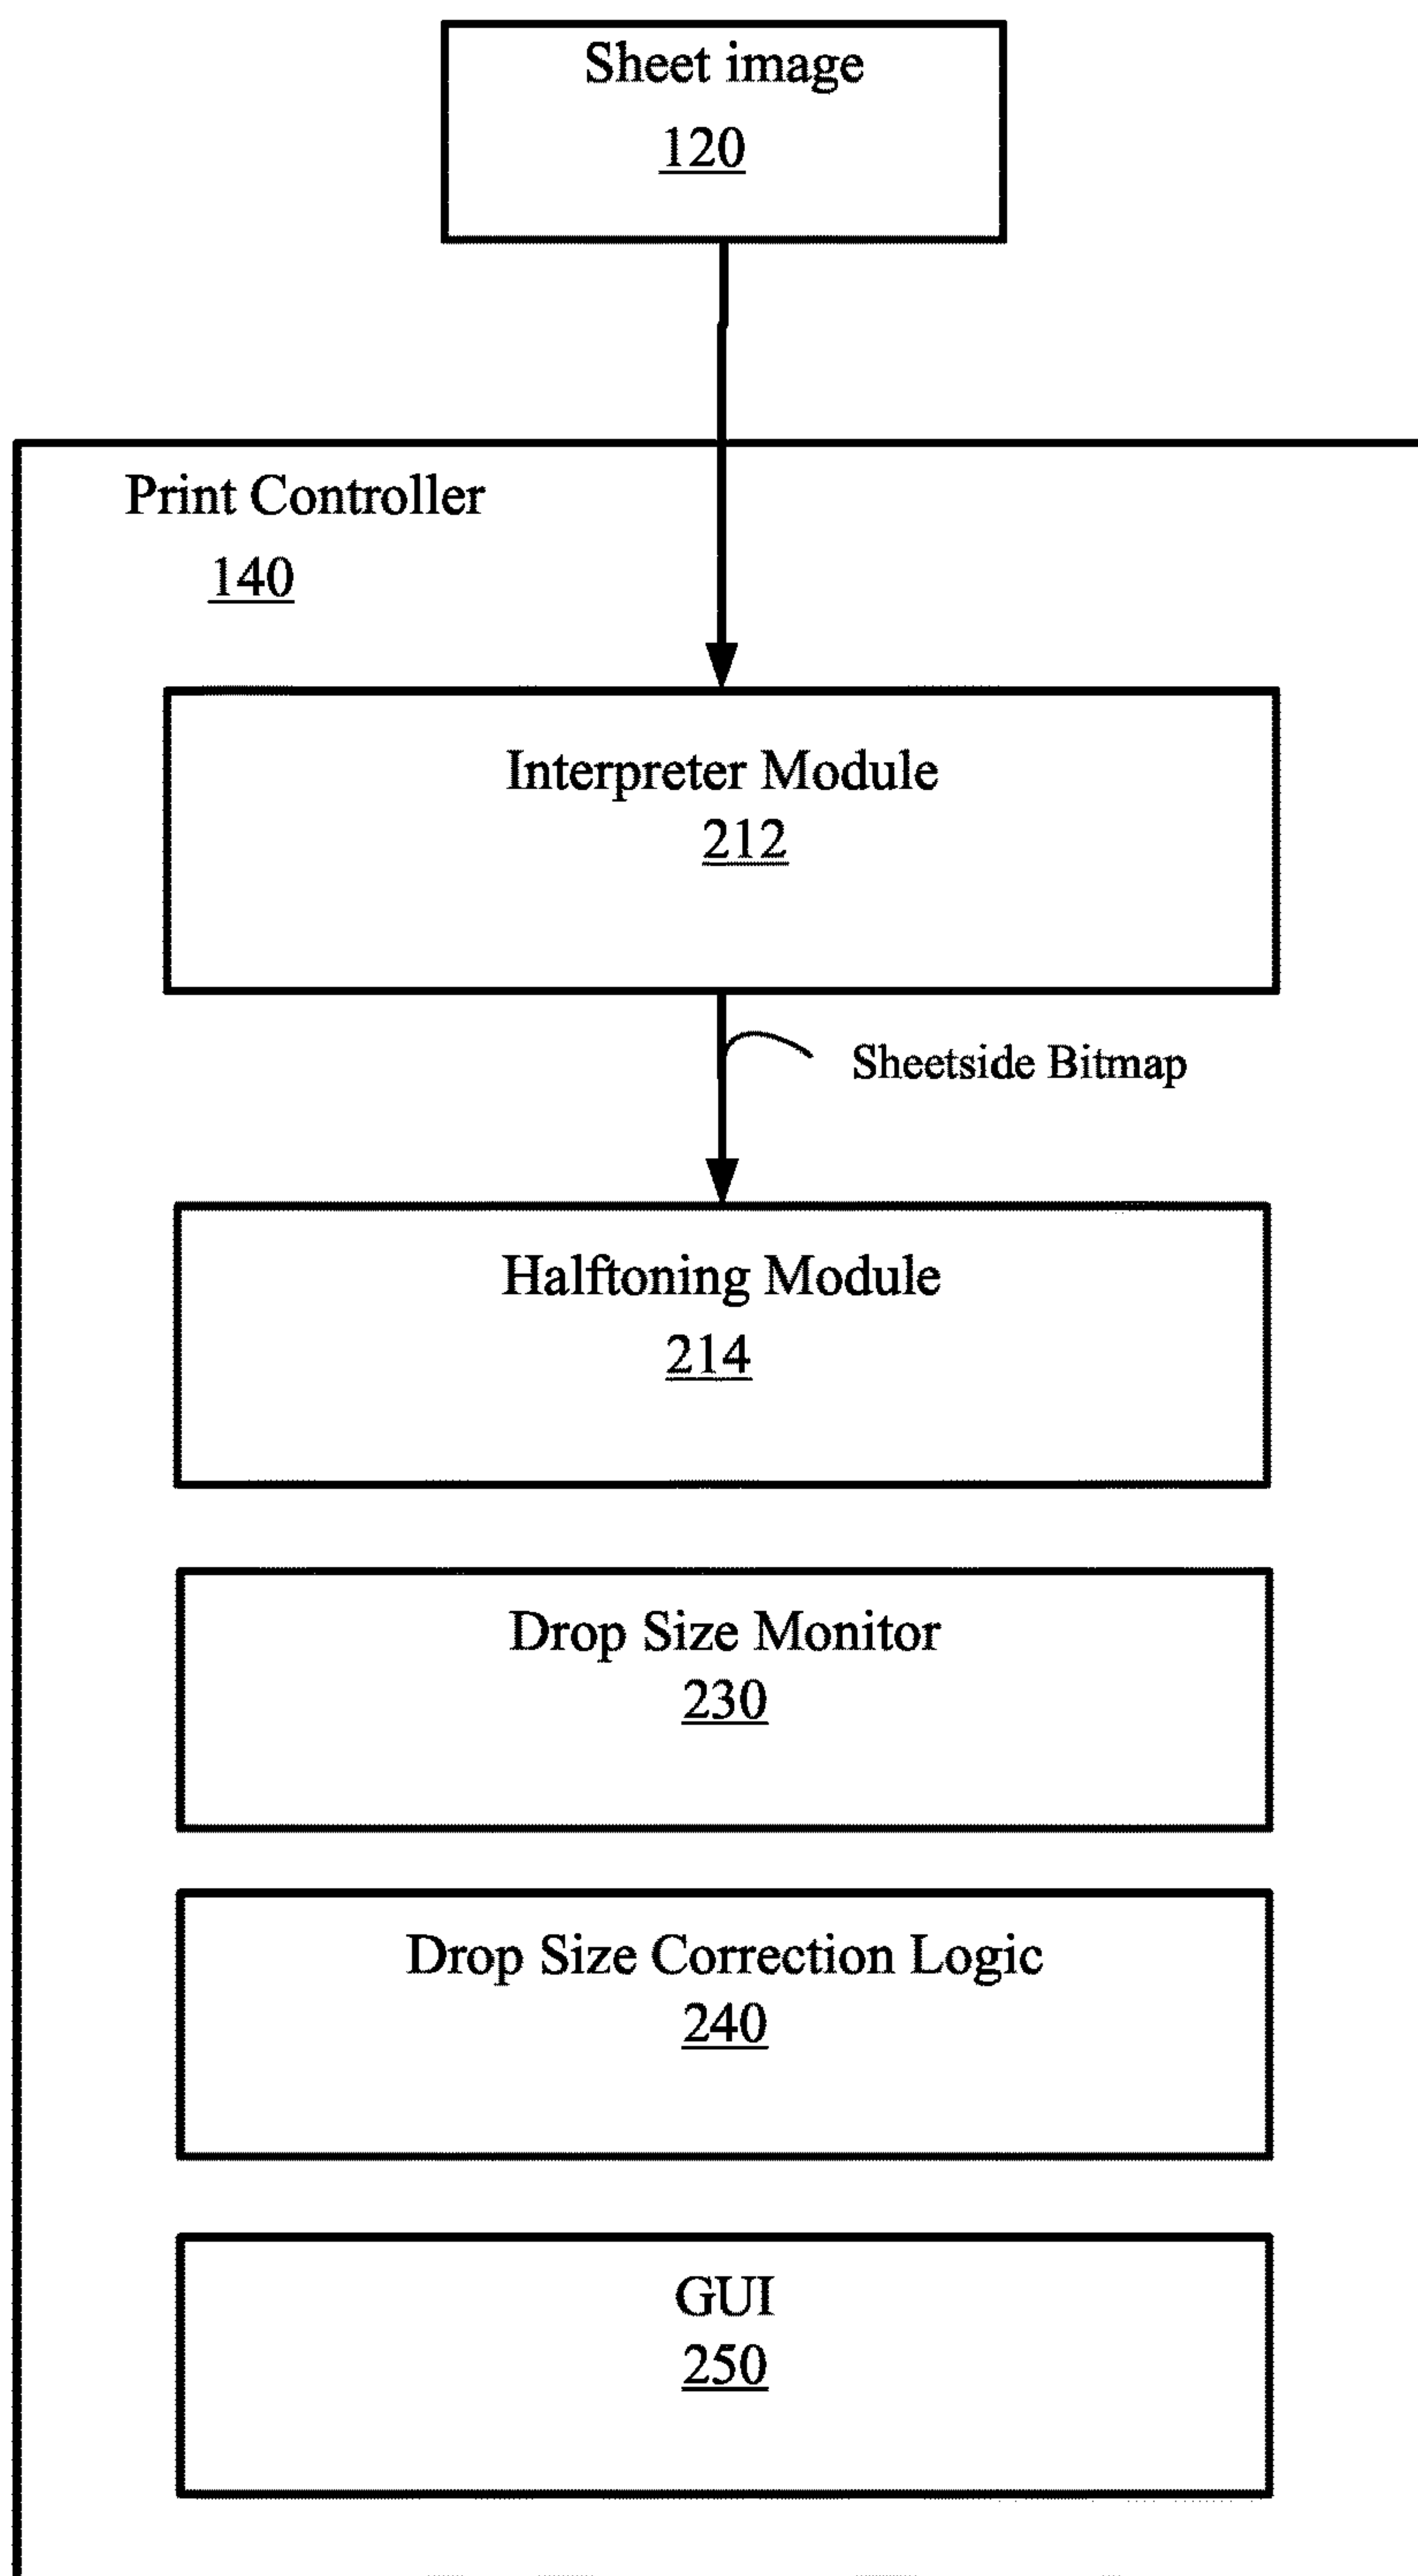 Sheet image
120
Print Controller
140
Interpreter Module
212
Sheetside Bitmap
Halftoning Module
214
Drop Size Monitor
230
Drop Size Correction Logic
240
GUI
250